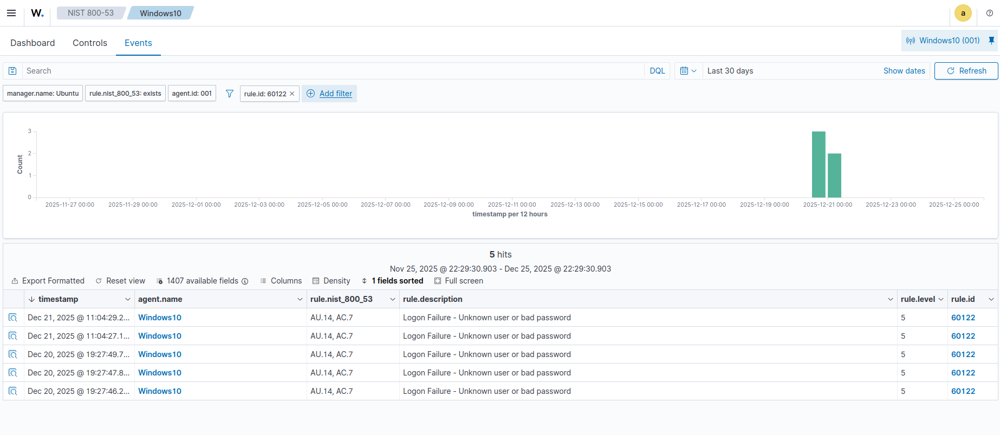 W. NIST 800-53 Windows10 a
Dashboard Controls Events Windows10 (001)
Search DQL Last 30 days Show dates Refresh
manager.name: Ubuntu rule.nist_800_53: exists agent.id: 001 rule.id: 60122 Add filter
3
2
1
0
Count
2025-11-27 00:00 2025-11-29 00:00 2025-12-01 00:00 2025-12-03 00:00 2025-12-05 00:00 2025-12-07 00:00 2025-12-09 00:00 2025-12-11 00:00 2025-12-13 00:00 2025-12-15 00:00 2025-12-17 00:00 2025-12-19 00:00 2025-12-21 00:00 2025-12-23 00:00 2025-12-25 00:00
timestamp per 12 hours
5 hits
Nov 25, 2025 @ 22:29:30.903 - Dec 25, 2025 @ 22:29:30.903
Export Formatted Reset view 1407 available fields Columns Density 1 fields sorted Full screen
timestamp agent.name rule.nist_800_53 rule.description rule.level rule.id
Dec 21, 2025 @ 11:04:29.2... Windows10 AU.14, AC.7 Logon Failure - Unknown user or bad password 5 60122
Dec 21, 2025 @ 11:04:27.1... Windows10 AU.14, AC.7 Logon Failure - Unknown user or bad password 5 60122
Dec 20, 2025 @ 19:27:49.7... Windows10 AU.14, AC.7 Logon Failure - Unknown user or bad password 5 60122
Dec 20, 2025 @ 19:27:47.8... Windows10 AU.14, AC.7 Logon Failure - Unknown user or bad password 5 60122
Dec 20, 2025 @ 19:27:46.2... Windows10 AU.14, AC.7 Logon Failure - Unknown user or bad password 5 60122